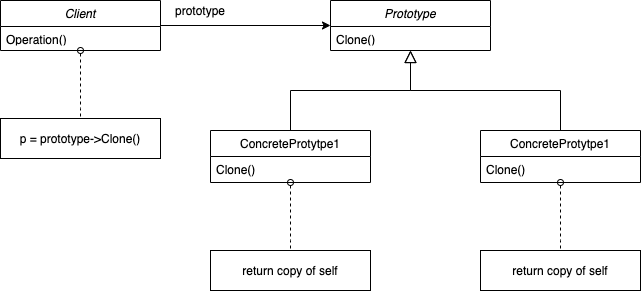 Client
prototype
Prototype
Operation()
Clone()
p = prototype->Clone()
ConcreteProtytpe1
ConcreteProtytpe1
Clone()
Clone()
return copy of self
return copy of self